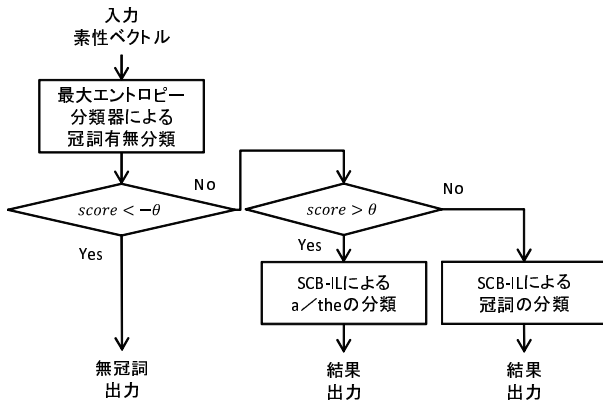 入力
素性ベクトル
最大エントロピー
分類器による
冠詞有無分類
No
score < −θ
Yes
score > θ
No
Yes
SCB-ILによる
a／theの分類
SCB-ILによる
冠詞の分類
無冠詞
出力
結果
出力
結果
出力